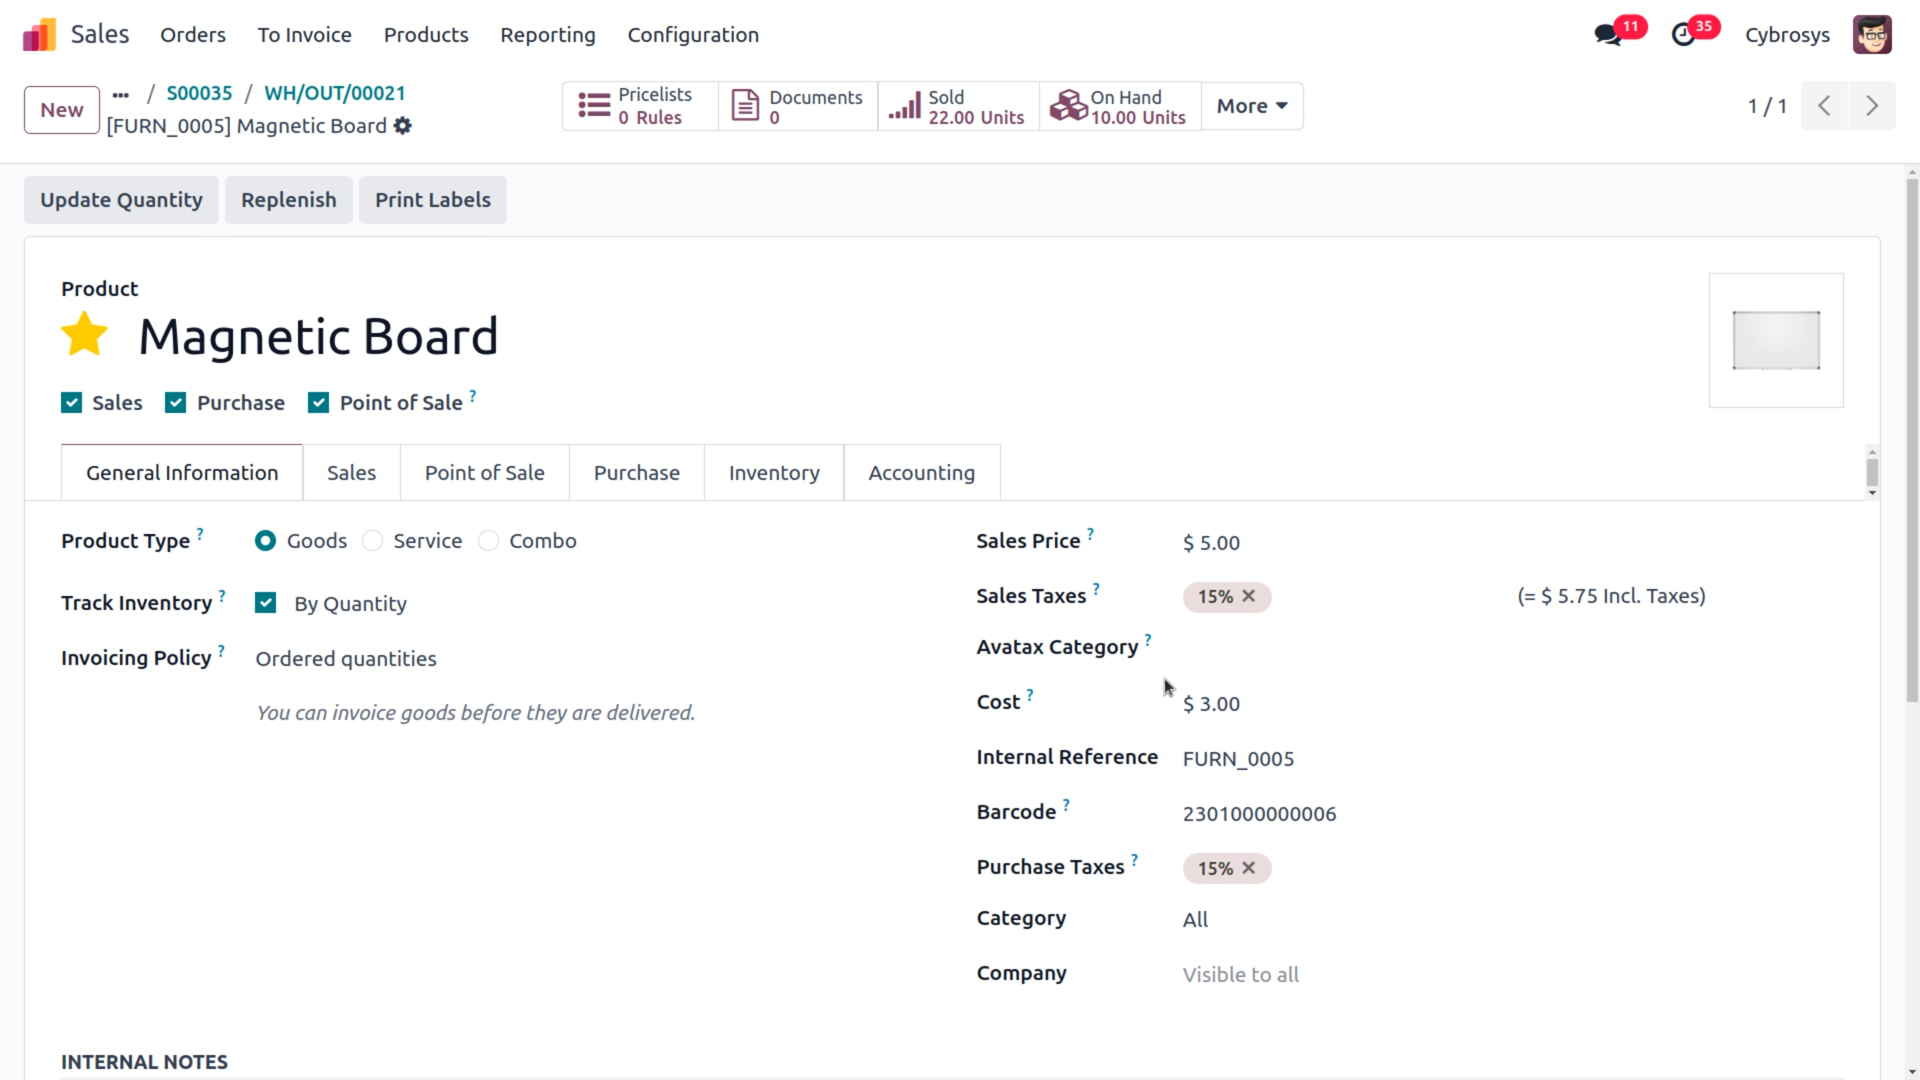 Sales Orders To Invoice Products Reporting Configuration 11 35 Cybrosys
New ... / S00035 / WH/OUT/00021
[FURN_0005] Magnetic Board
Pricelists
0 Rules
Documents
0
Sold
22.00 Units
On Hand
10.00 Units
More
1 / 1
Update Quantity Replenish Print Labels
Product
Magnetic Board
Sales Purchase Point of Sale ?
General Information Sales Point of Sale Purchase Inventory Accounting
Product Type ? Goods Service Combo
Track Inventory ? By Quantity
Invoicing Policy ? Ordered quantities
You can invoice goods before they are delivered.
Sales Price ? $ 5.00
Sales Taxes ? 15% × (= $ 5.75 Incl. Taxes)
Avatax Category ?
Cost ? $ 3.00
Internal Reference FURN_0005
Barcode ? 2301000000006
Purchase Taxes ? 15% ×
Category All
Company Visible to all
INTERNAL NOTES